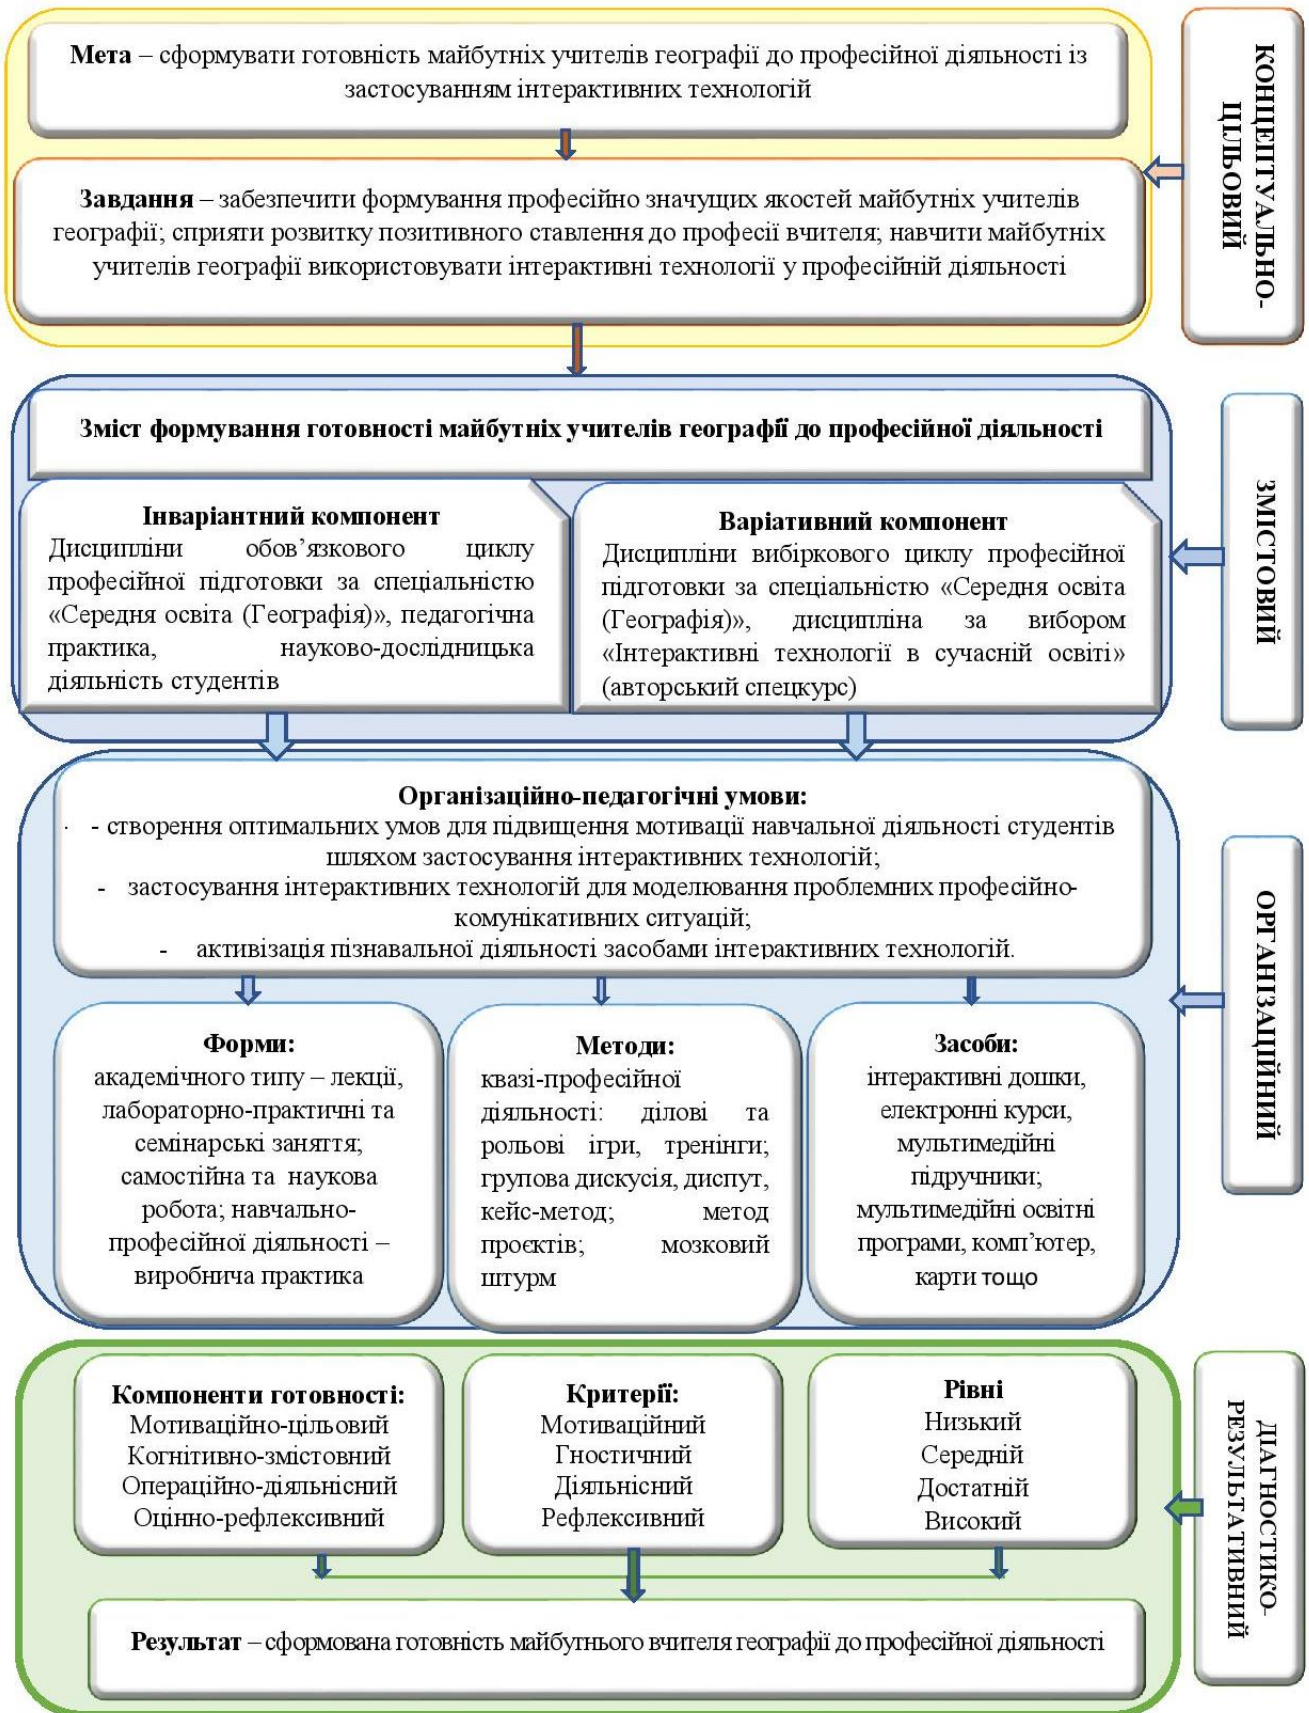 Мета – сформувати готовність майбутніх учителів географії до професійної діяльності із
застосуванням інтерактивних технологій
Завдання – забезпечити формування професійно значущих якостей майбутніх учителів
географії; сприяти розвитку позитивного ставлення до професії вчителя; навчити майбутніх
учителів географії використовувати інтерактивні технології у професійній діяльності
КОНЦЕПТУАЛЬНО-
ЦІЛЬОВИЙ
Зміст формування готовності майбутніх учителів географії до професійної діяльності
Інваріантний компонент
Дисципліни обов’язкового циклу
професійної підготовки за спеціальністю
«Середня освіта (Географія)», педагогічна
практика, науково-дослідницька
діяльність студентів
Варіативний компонент
Дисципліни вибіркового циклу професійної
підготовки за спеціальністю «Середня освіта
(Географія)», дисципліна за вибором
«Інтерактивні технології в сучасній освіті»
(авторський спецкурс)
ЗМІСТОВИЙ
Організаційно-педагогічні умови:
- створення оптимальних умов для підвищення мотивації навчальної діяльності студентів
шляхом застосування інтерактивних технологій;
- застосування інтерактивних технологій для моделювання проблемних професійно-
комунікативних ситуацій;
- активізація пізнавальної діяльності засобами інтерактивних технологій.
Форми:
академічного типу – лекції,
лабораторно-практичні та
семінарські заняття;
самостійна та наукова
робота; навчально-
професійної діяльності –
виробнича практика
Методи:
квазі-професійної
діяльності: ділові та
рольові ігри, тренінги;
групова дискусія, диспут,
кейс-метод; метод
проєктів; мозковий
штурм
Засоби:
інтерактивні дошки,
електронні курси,
мультимедійні
підручники;
мультимедійні освітні
програми, комп’ютер,
карти тощо
ОРГАНІЗАЦІЙНИЙ
Компоненти готовності:
Мотиваційно-цільовий
Когнітивно-змістовний
Операційно-діяльнісний
Оцінно-рефлексивний
Критерії:
Мотиваційний
Гностичний
Діяльнісний
Рефлексивний
Рівні
Низький
Середній
Достатній
Високий
Результат – сформована готовність майбутнього вчителя географії до професійної діяльності
ДІАГНОСТИКО-
РЕЗУЛЬТАТИВНИЙ